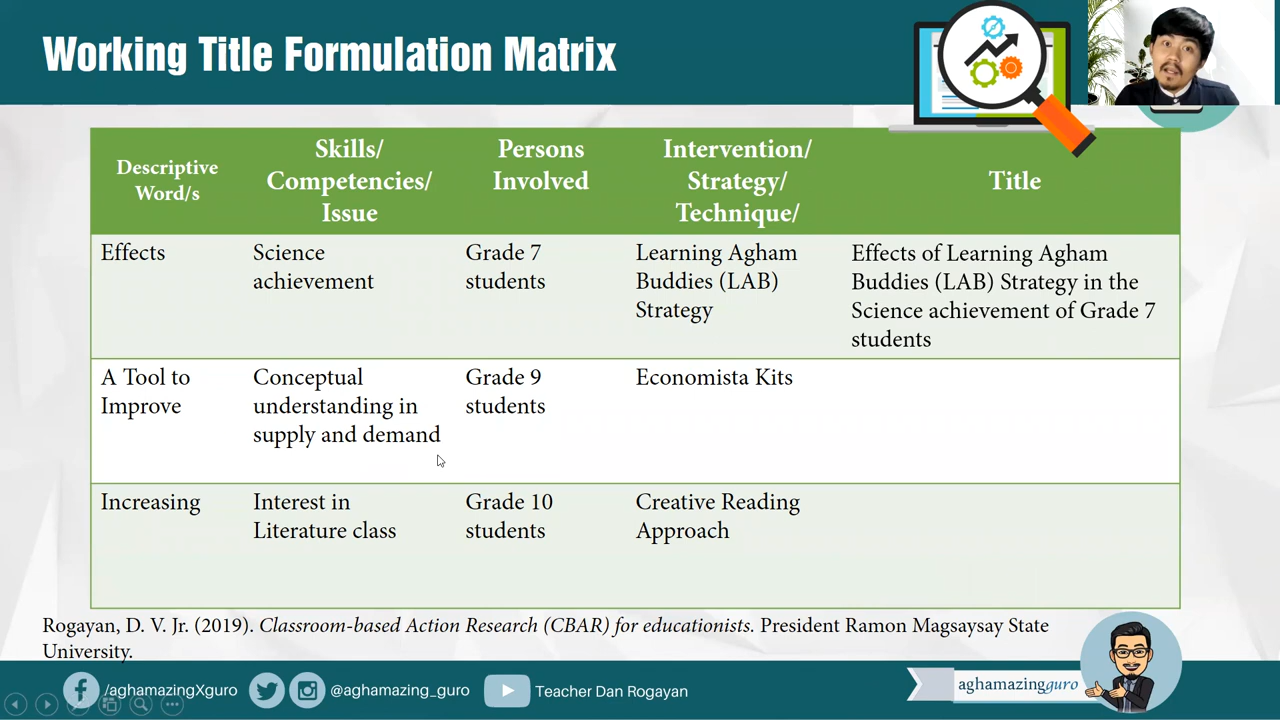 Working Title Formulation Matrix
Descriptive
Word/s
Skills/
Competencies/
Issue
Persons
Involved
Intervention/
Strategy/
Technique/
Title
Effects
Science
achievement
Grade 7
students
Learning Agham
Buddies (LAB)
Strategy
Effects of Learning Agham
Buddies (LAB) Strategy in the
Science achievement of Grade 7
students
A Tool to
Improve
Conceptual
understanding in
supply and demand
Grade 9
students
Economista Kits
Increasing
Interest in
Literature class
Grade 10
students
Creative Reading
Approach
Rogayan, D. V. Jr. (2019). Classroom-based Action Research (CBAR) for educationists. President Ramon Magsaysay State
University.
/aghamazingXguro
@aghamazing_guro
Teacher Dan Rogayan
aghamazingguro